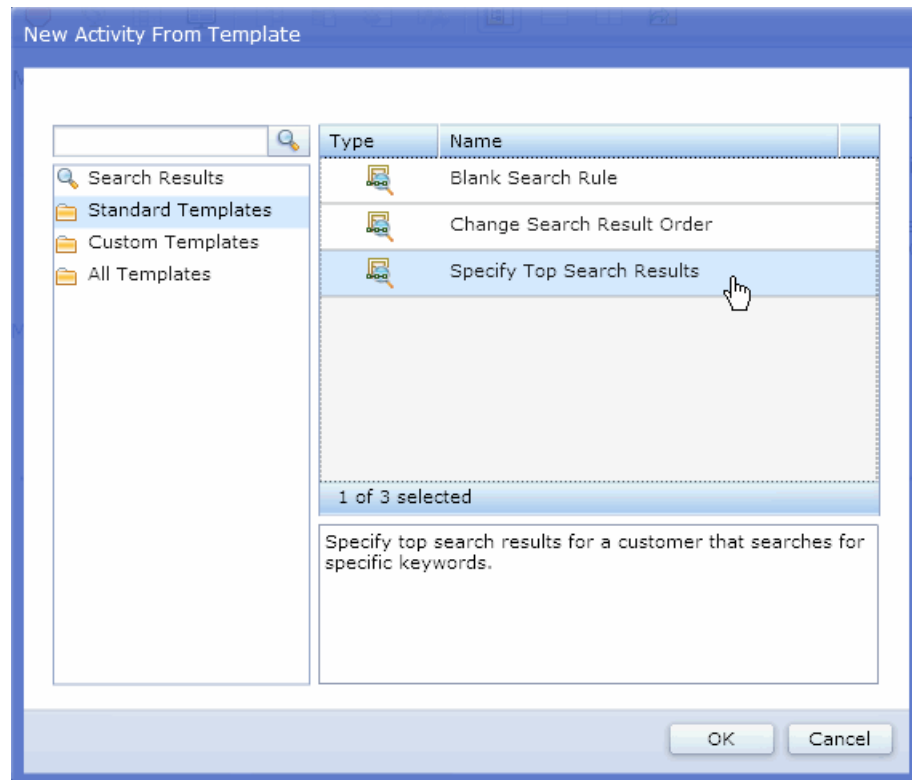 New Activity From Template
Type Name
Search Results
Standard Templates
Custom Templates
All Templates
Blank Search Rule
Change Search Result Order
Specify Top Search Results
1 of 3 selected
Specify top search results for a customer that searches for
specific keywords.
OK Cancel